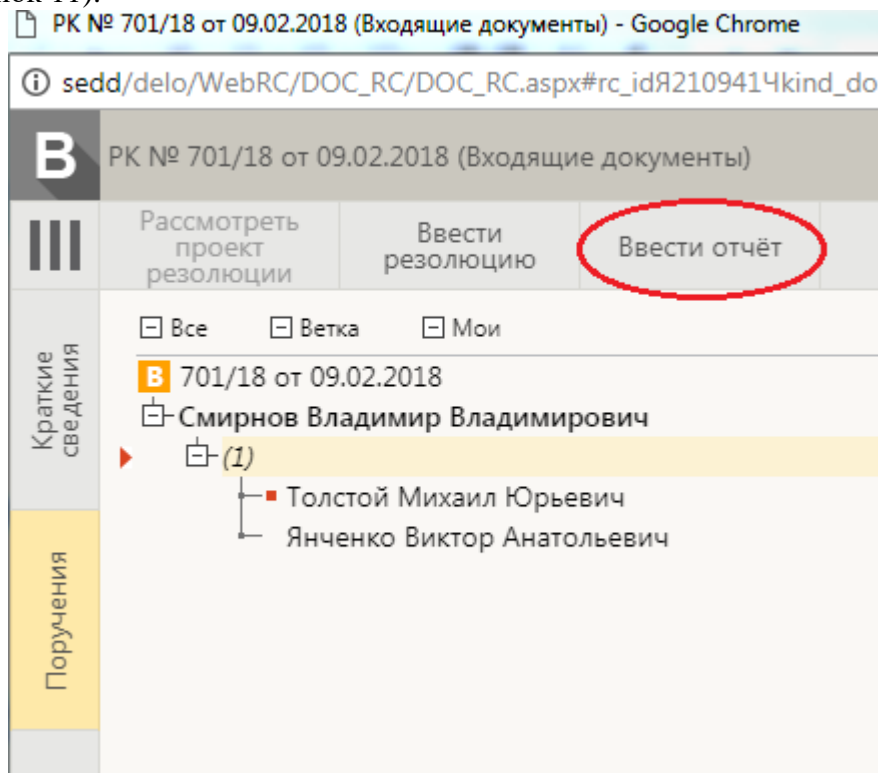 ок 11).
РК № 701/18 от 09.02.2018 (Входящие документы) - Google Chrome
sedd/delo/WebRC/DOC_RC/DOC_RC.aspx#rc_idЯ210941Чkind_do
В РК № 701/18 от 09.02.2018 (Входящие документы)
Рассмотреть
проект
резолюции
Ввести
резолюцию
Ввести отчёт
Все Ветка Мои
Краткие
сведения
В 701/18 от 09.02.2018
Смирнов Владимир Владимирович
(1)
Толстой Михаил Юрьевич
Янченко Виктор Анатольевич
Поручения